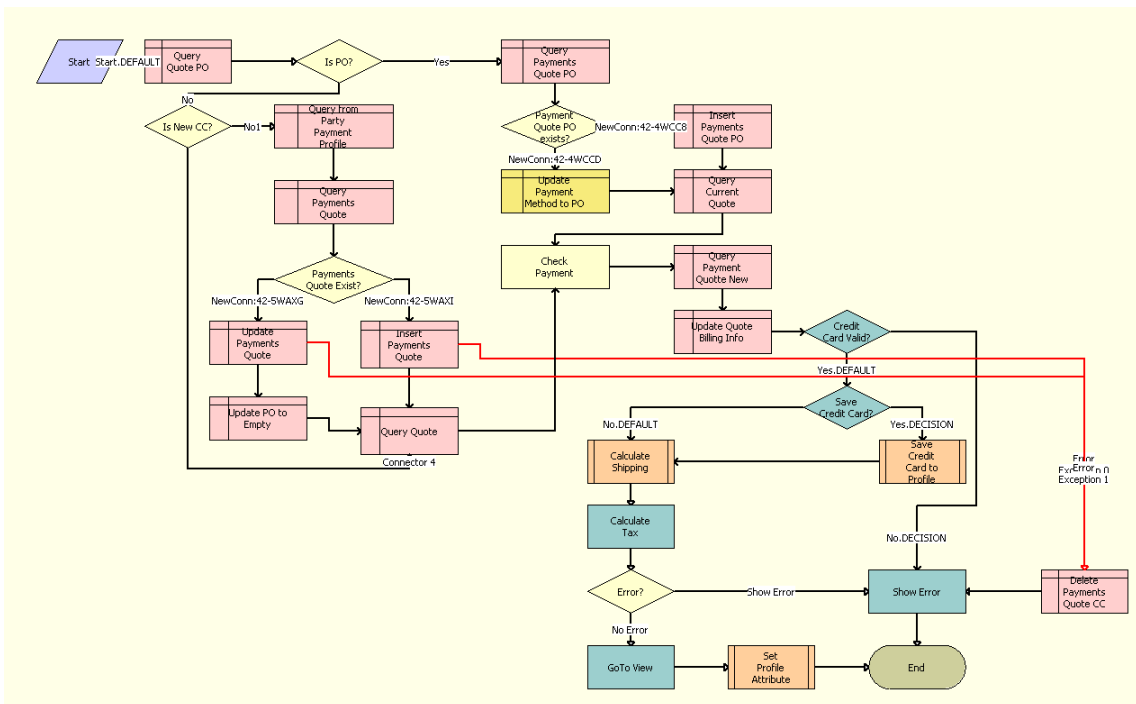 Start
Start.DEFAULT
Query
Quote PO
Is PO?
Yes
Query
Payments
Quote PO
No
Is New CC?
No1
Query from
Party
Payment
Profile
Payment
Quote PO
exists?
NewConn:42-4WCC8
Insert
Payments
Quote PO
NewConn:42-4WCCD
Update
Payment
Method to PO
Query
Current
Quote
Query
Payments
Quote
Check
Payment
Query
Payment
Quotte New
Payments
Quote Exist?
NewConn:42-5WAXG
NewConn:42-5WAXI
Update
Payments
Quote
Insert
Payments
Quote
Update Quote
Billing Info
Credit
Card Valid?
Yes.DEFAULT
Update PO to
Empty
Query Quote
Connector 4
Save
Credit Card?
No.DEFAULT
Yes.DECISION
Calculate
Shipping
Save
Credit
Card to
Profile
Error
Error
Exception 1
Calculate
Tax
No.DECISION
Error?
Show Error
Show Error
Delete
Payments
Quote CC
No Error
GoTo View
Set
Profile
Attribute
End